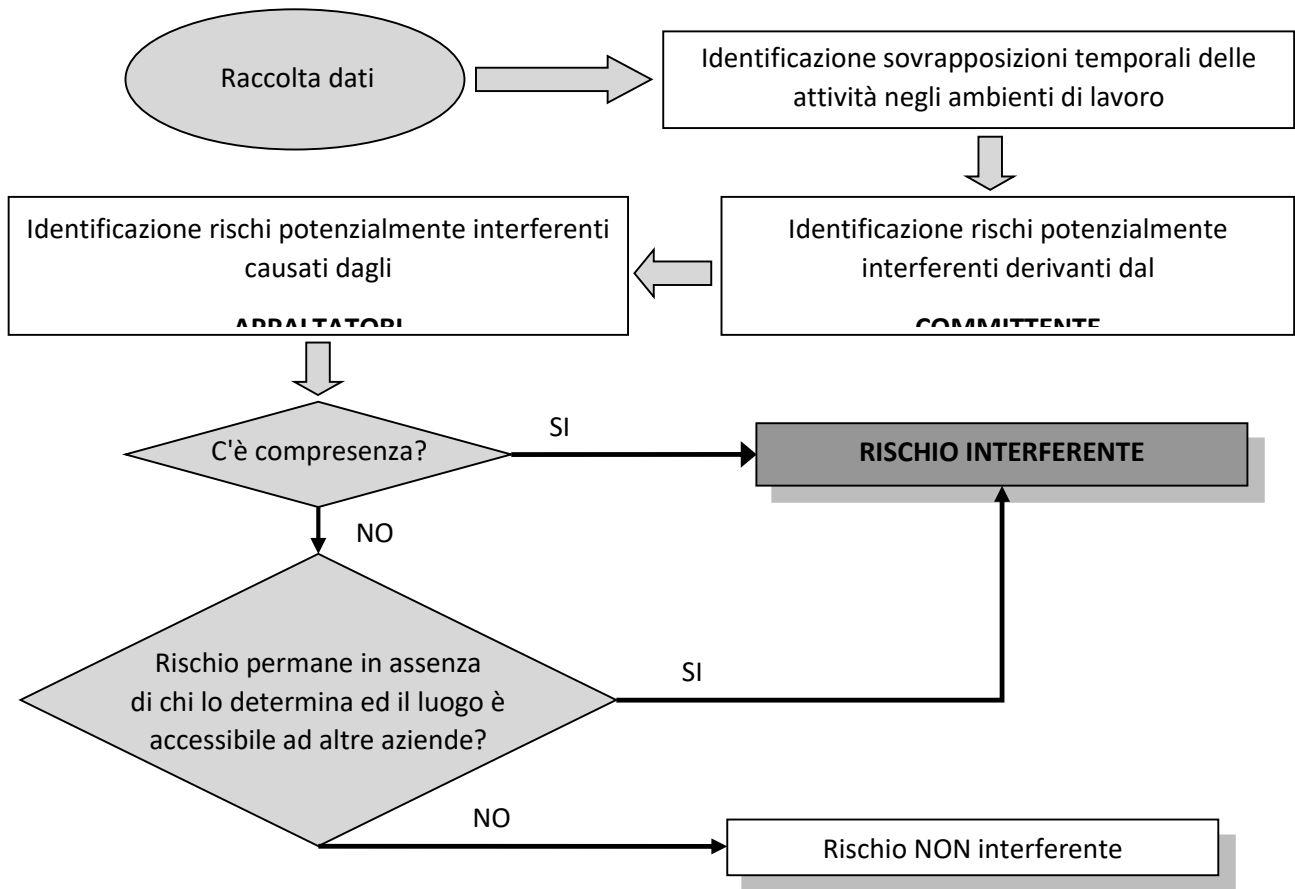 Raccolta dati
Identificazione sovrapposizioni temporali delle
attività negli ambienti di lavoro
Identificazione rischi potenzialmente
interferenti derivanti dal
COMMITTENTE
Identificazione rischi potenzialmente interferenti
causati dagli
APPALTATORI
C'è compresenza?
SI
RISCHIO INTERFERENTE
NO
Rischio permane in assenza
di chi lo determina ed il luogo è
accessibile ad altre aziende?
SI
NO
Rischio NON interferente